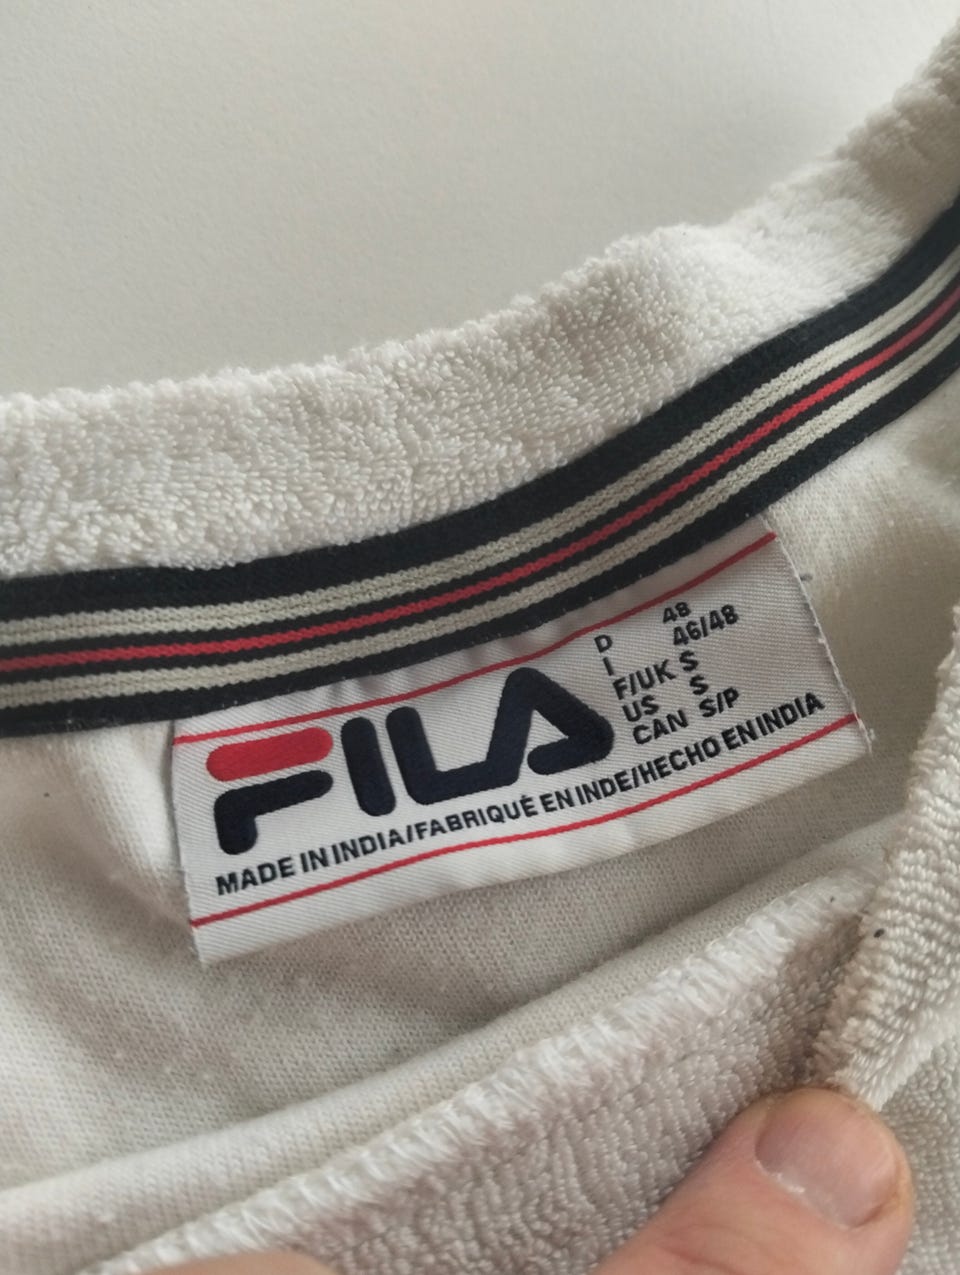 FILA
D 48
I 46/48
F/UK S
US S
CAN S/P
MADE IN INDIA/FABRIQUÉ EN INDE/HECHO EN INDIA